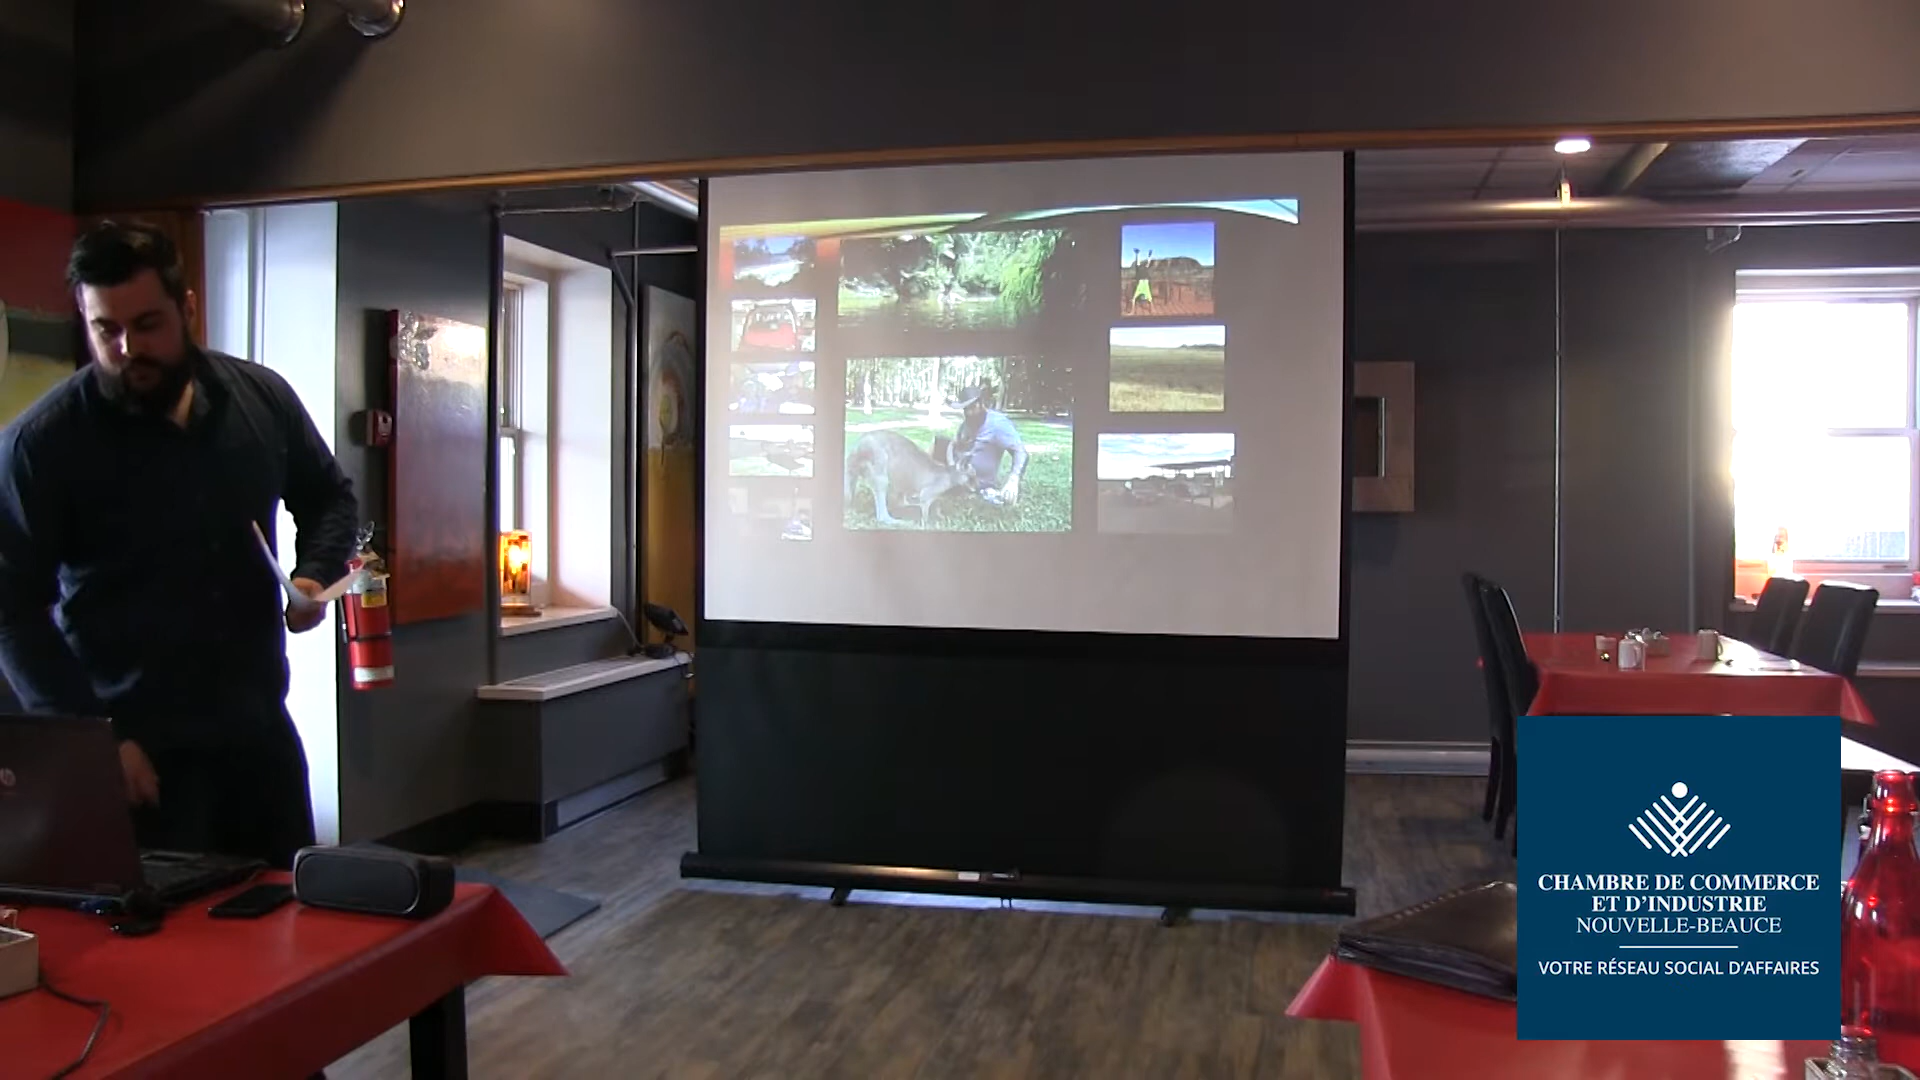 CHAMBRE DE COMMERCE
ET D'INDUSTRIE
NOUVELLE-BEAUCE
VOTRE RÉSEAU SOCIAL D'AFFAIRES